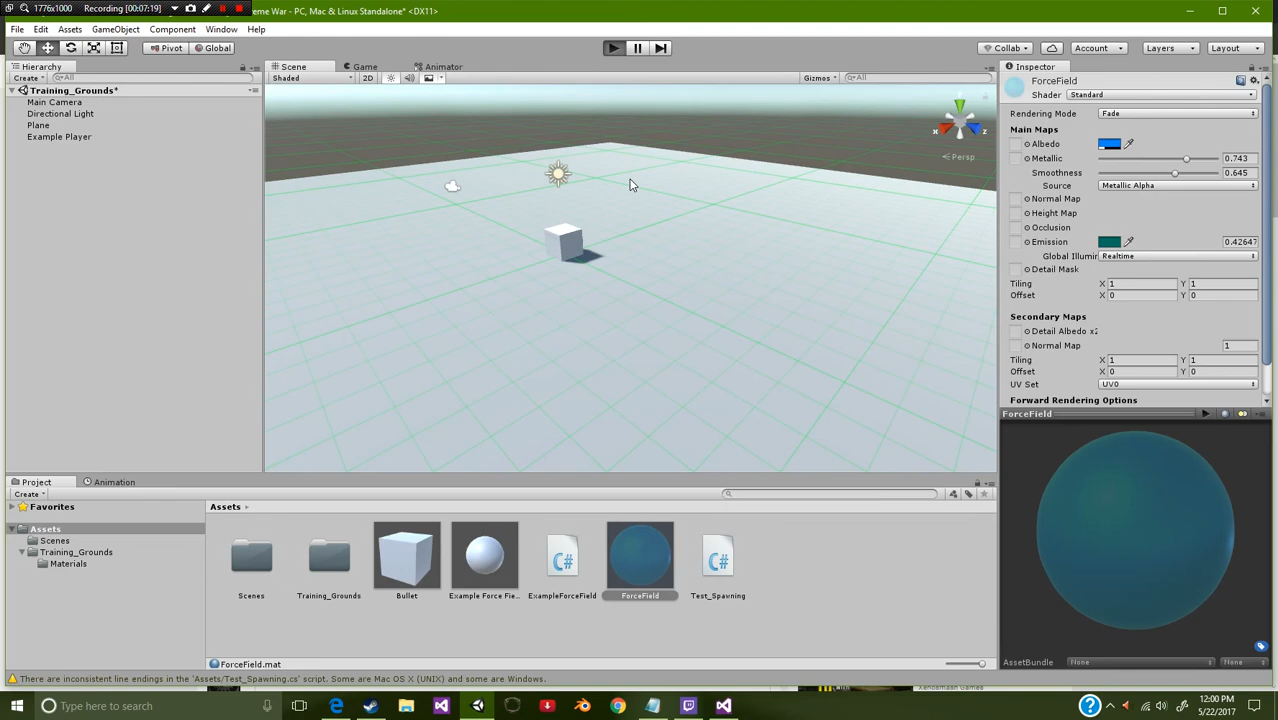 1776x1000 Recording [00:07:19] reme War - PC, Mac & Linux Standalone* <DX11>
File Edit Assets GameObject Component Window Help
Pivot Global Collab Account Layers Layout
Hierarchy Scene Game Animator Inspector
Create All Shaded 2D Gizmos All ForceField
Training_Grounds* Shader Standard
Main Camera
Directional Light Rendering Mode Fade
Plane Main Maps
Example Player Albedo
x z Metallic 0.743
Persp Smoothness 0.645
Source Metallic Alpha
Normal Map
Height Map
Occlusion
Emission 0.42647
Global Illumin Realtime
Detail Mask
Tiling X 1 Y 1
Offset X 0 Y 0
Secondary Maps
Detail Albedo x2
Normal Map 1
Tiling X 1 Y 1
Offset X 0 Y 0
UV Set UV0
Forward Rendering Options
ForceField
Project Animation
Create
Favorites Assets
Assets
Scenes
Training_Grounds
Materials
Scenes Training_Grounds Bullet Example Force Fie... ExampleForceField ForceField Test_Spawning
C# C#
ForceField.mat AssetBundle None None
There are inconsistent line endings in the 'Assets/Test_Spawning.cs' script. Some are Mac OS X (UNIX) and some are Windows.
Type here to search 12:00 PM
5/22/2017